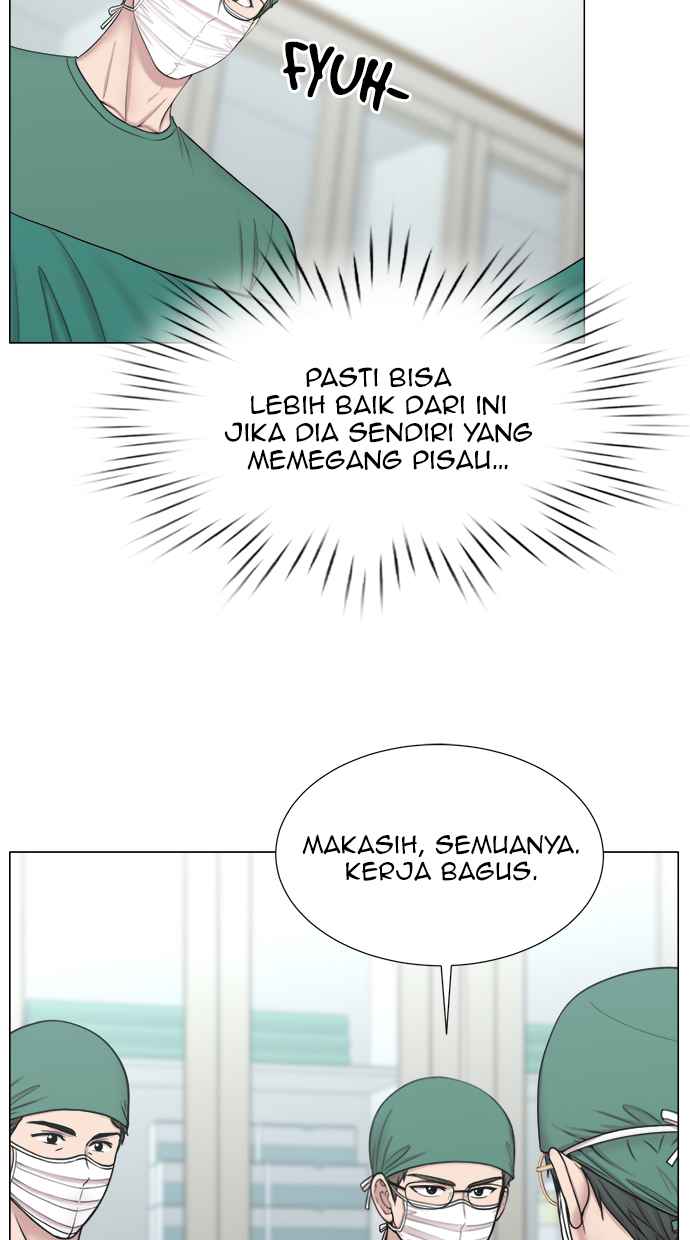 FYUH-
PASTI BISA
LEBIH BAIK DARI INI
JIKA DIA SENDIRI YANG
MEMEGANG PISAU...
MAKASIH, SEMUANYA.
KERJA BAGUS.